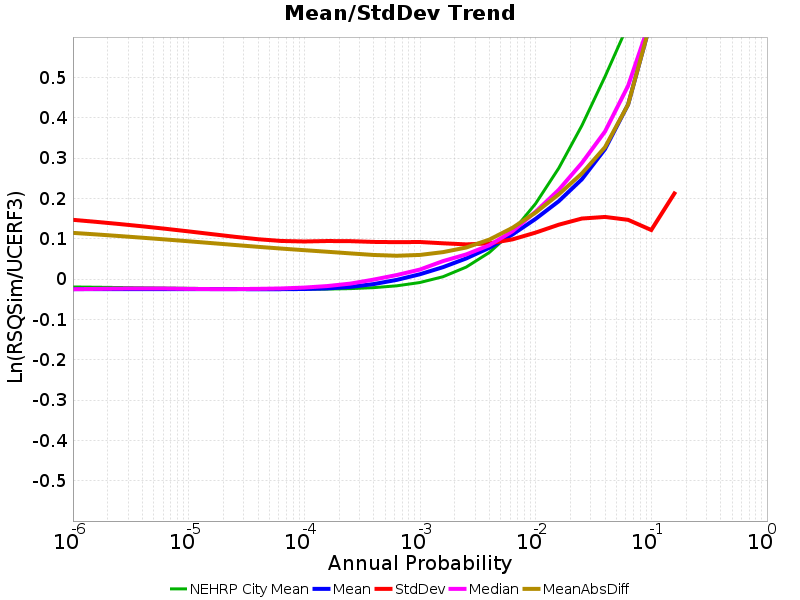 Mean/StdDev Trend
Ln(RSQSim/UCERF3)
0.5
0.4
0.3
0.2
0.1
0
-0.1
-0.2
-0.3
-0.4
-0.5
10^-6 10^-5 10^-4 10^-3 10^-2 10^-1 10^0
Annual Probability
NEHRP City Mean Mean StdDev Median MeanAbsDiff